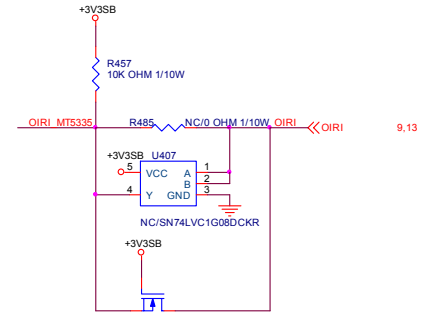 +3V3SB
R457
10K OHM 1/10W
OIRI_MT5335 R485 NC/0 OHM 1/10W OIRI OIRI 9,13
+3V3SB U407
5 VCC A 1
B 2
4 Y GND 3
NC/SN74LVC1G08DCKR
+3V3SB